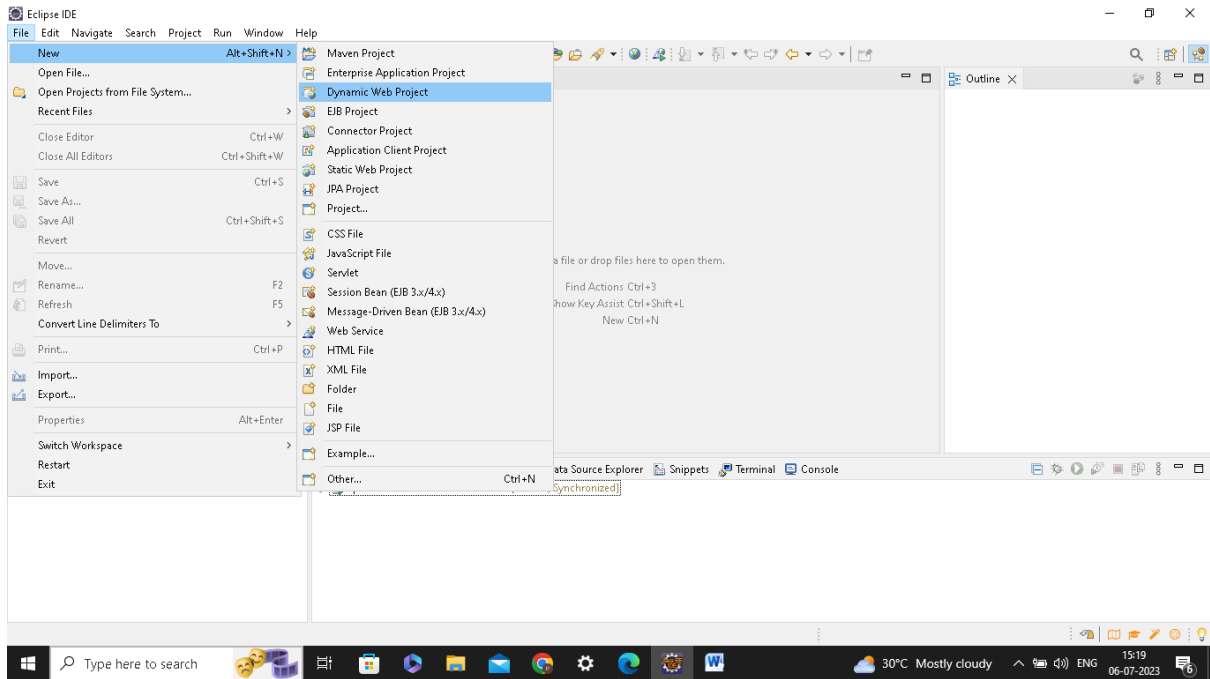 Eclipse IDE
File Edit Navigate Search Project Run Window Help
New Alt+Shift+N >
Open File...
Open Projects from File System...
Recent Files >
Close Editor Ctrl+W
Close All Editors Ctrl+Shift+W
Save Ctrl+S
Save As...
Save All Ctrl+Shift+S
Revert
Move...
Rename... F2
Refresh F5
Convert Line Delimiters To >
Print... Ctrl+P
Import...
Export...
Properties Alt+Enter
Switch Workspace >
Restart
Exit
Maven Project
Enterprise Application Project
Dynamic Web Project
EJB Project
Connector Project
Application Client Project
Static Web Project
JPA Project
Project...
CSS File
JavaScript File
Servlet
Session Bean (EJB 3.x/4.x)
Message-Driven Bean (EJB 3.x/4.x)
Web Service
HTML File
XML File
Folder
File
JSP File
Example...
Other... Ctrl+N
Outline
a file or drop files here to open them.
Find Actions Ctrl+3
Show Key Assist Ctrl+Shift+L
New Ctrl+N
ata Source Explorer Snippets Terminal Console
Synchronized]
Type here to search
30°C Mostly cloudy ENG
15:19
06-07-2023
6